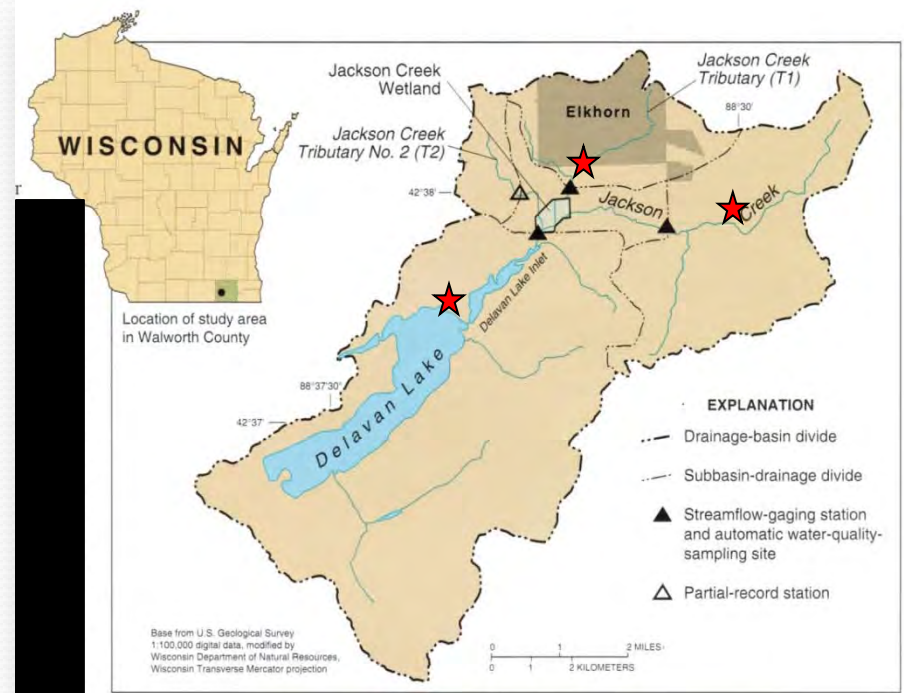 WISCONSIN
r
Location of study area
in Walworth County
Jackson Creek
Wetland
Jackson Creek
Tributary No. 2 (T2)
Jackson Creek
Tributary (T1)
Elkhorn
88°30'
42°38'
Jackson
Creek
Delavan Lake Inlet
Delavan Lake
88°37'30"
42°37'
EXPLANATION
Drainage-basin divide
Subbasin-drainage divide
Streamflow-gaging station
and automatic water-quality-
sampling site
Partial-record station
Base from U.S. Geological Survey
1:100,000 digital data, modified by
Wisconsin Department of Natural Resources,
Wisconsin Transverse Mercator projection
0 1 2 MILES
0 1 2 KILOMETERS